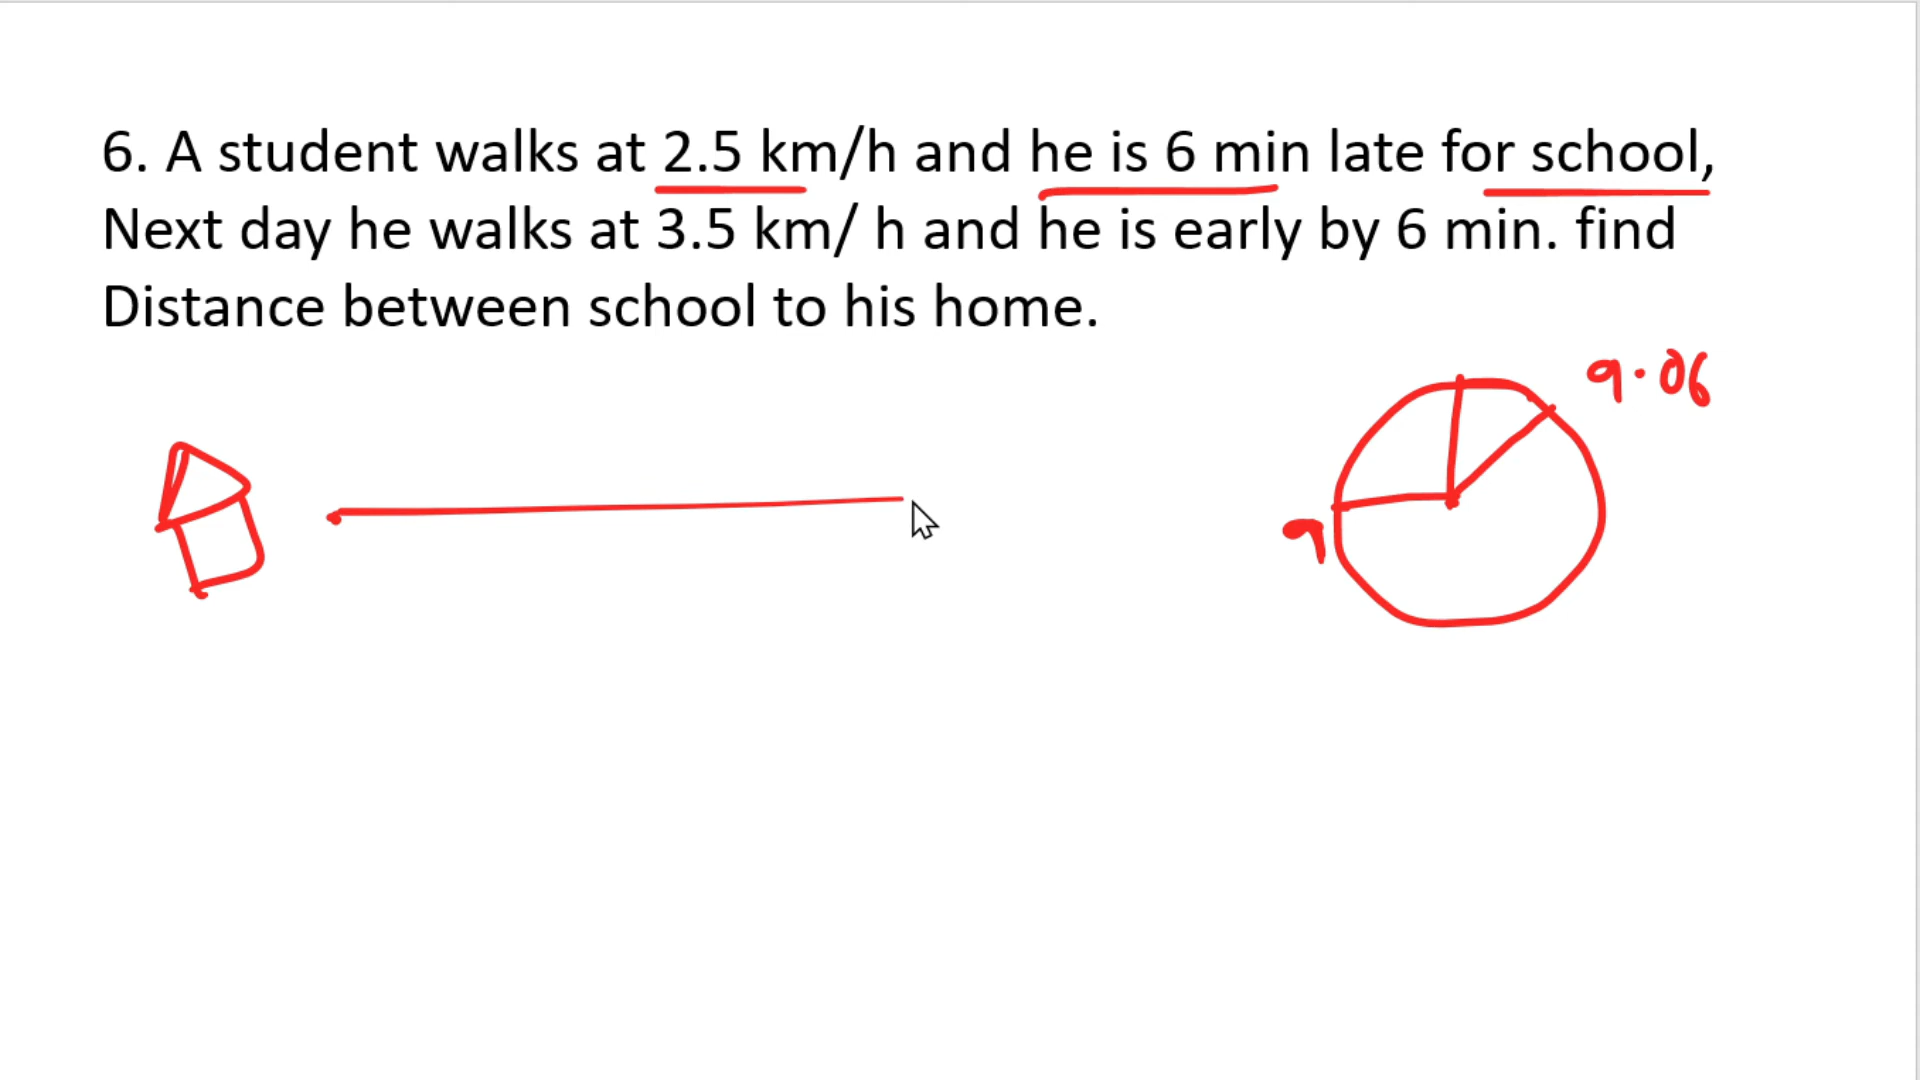 6. A student walks at 2.5 km/h and he is 6 min late for school,
Next day he walks at 3.5 km/ h and he is early by 6 min. find
Distance between school to his home.
9.06
9